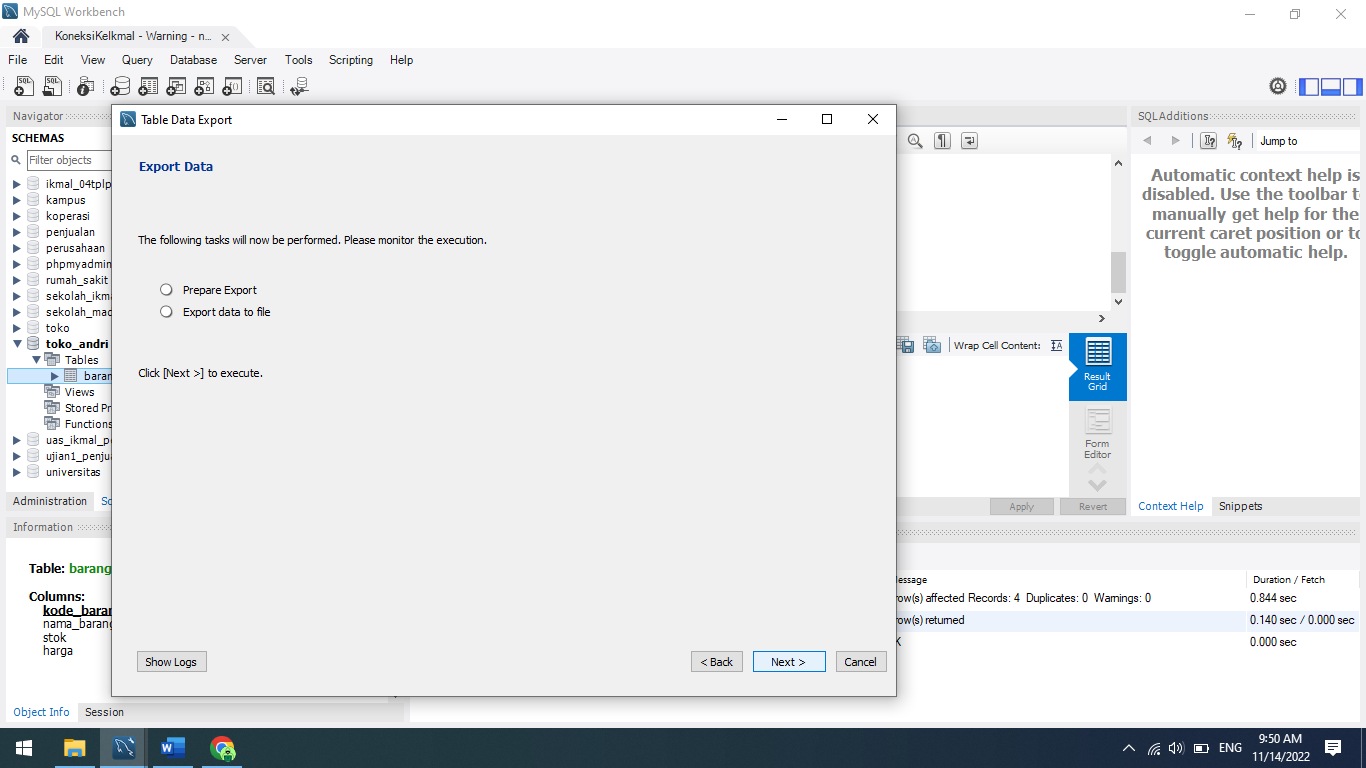 MySQL Workbench
KoneksiKelkmal - Warning - n...
File Edit View Query Database Server Tools Scripting Help
Navigator
SCHEMAS
Filter objects
ikmal_04tplp
kampus
koperasi
penjualan
perusahaan
phpmyadmin
rumah_sakit
sekolah_ikm
sekolah_mad
toko
toko_andri
Tables
baran
Views
Stored Pr
Functions
uas_ikmal_p
ujian1_penjua
universitas
Administration
Information
Table: barang
Columns:
kode_baran
nama_barang
stok
harga
Object Info Session
Table Data Export
Export Data
The following tasks will now be performed. Please monitor the execution.
Prepare Export
Export data to file
Click [Next >] to execute.
Show Logs
< Back Next > Cancel
Wrap Cell Content:
Result
Grid
Form
Editor
Apply Revert
SQLAdditions
Jump to
Automatic context help is
disabled. Use the toolbar t
manually get help for the
current caret position or to
toggle automatic help.
Context Help Snippets
essage Duration / Fetch
row(s) affected Records: 4 Duplicates: 0 Warnings: 0 0.844 sec
row(s) returned 0.140 sec / 0.000 sec
0.000 sec
ENG
9:50 AM
11/14/2022